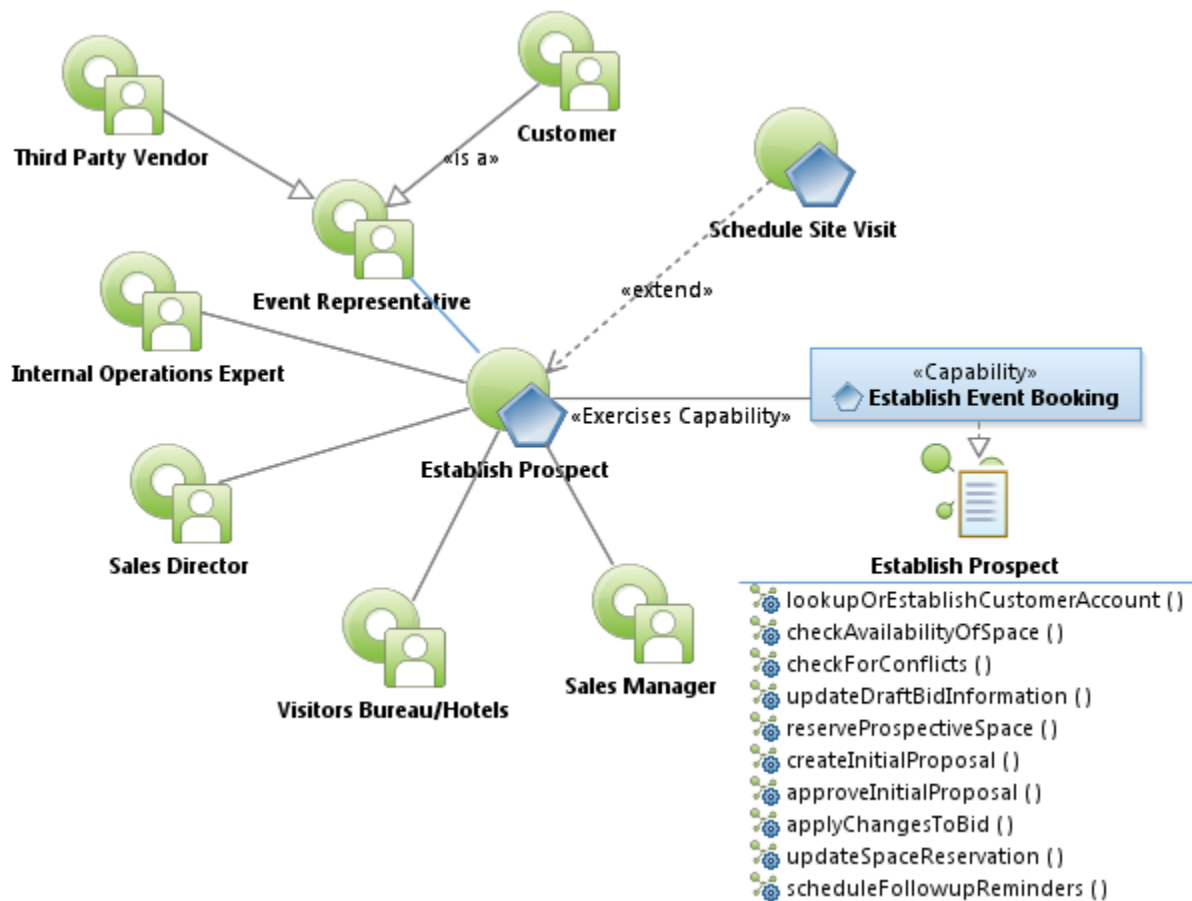 Customer
Third Party Vendor
«is a»
Schedule Site Visit
«extend»
Event Representative
Internal Operations Expert
«Capability»
Establish Event Booking
«Exercises Capability»
Establish Prospect
Sales Director
Establish Prospect
Sales Manager
Visitors Bureau/Hotels
lookupOrEstablishCustomerAccount ( )
checkAvailabilityOfSpace ( )
checkForConflicts ( )
updateDraftBidInformation ( )
reserveProspectiveSpace ( )
createInitialProposal ( )
approveInitialProposal ( )
applyChangesToBid ( )
updateSpaceReservation ( )
scheduleFollowupReminders ( )